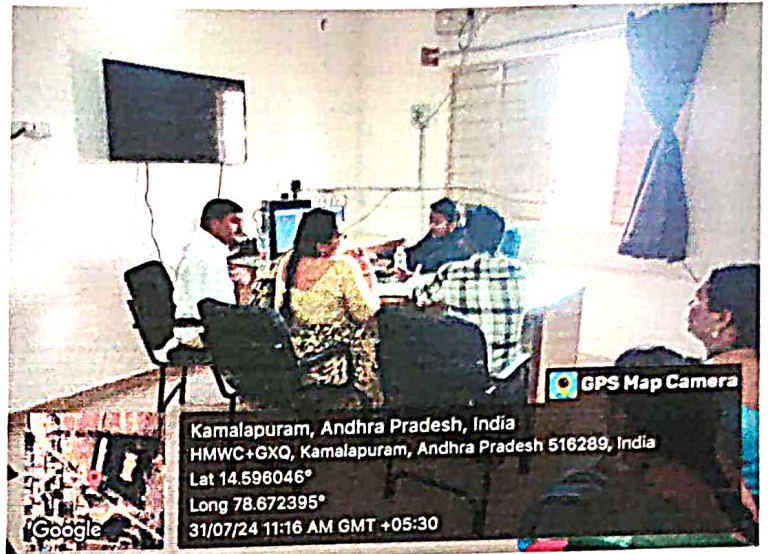 GPS Map Camera
Kamalapuram, Andhra Pradesh, India
HMWC+GXQ, Kamalapuram, Andhra Pradesh 516289, India
Lat 14.596046°
Long 78.672395°
31/07/24 11:16 AM GMT +05:30
Google